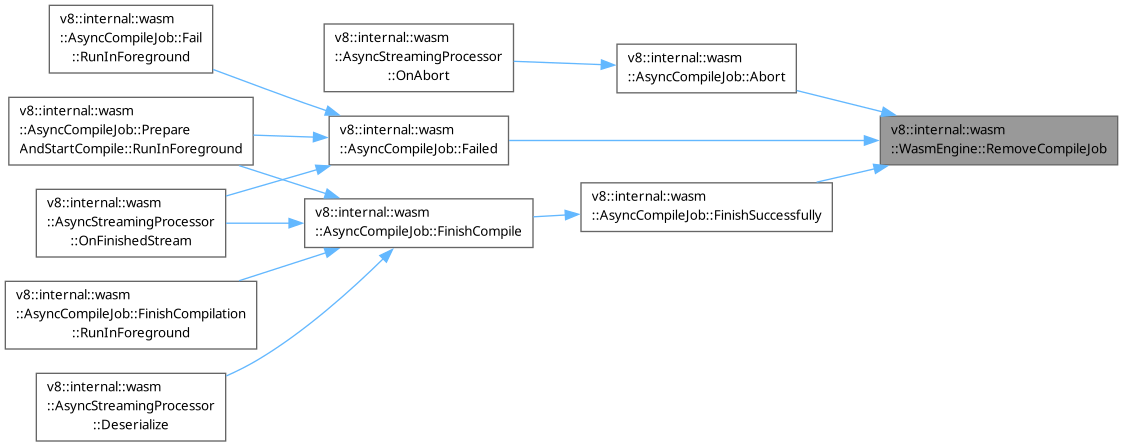 v8::internal::wasm
::AsyncCompileJob::Fail
::RunInForeground
v8::internal::wasm
::AsyncCompileJob::Prepare
AndStartCompile::RunInForeground
v8::internal::wasm
::AsyncStreamingProcessor
::OnFinishedStream
v8::internal::wasm
::AsyncCompileJob::FinishCompilation
::RunInForeground
v8::internal::wasm
::AsyncStreamingProcessor
::Deserialize
v8::internal::wasm
::AsyncStreamingProcessor
::OnAbort
v8::internal::wasm
::AsyncCompileJob::Failed
v8::internal::wasm
::AsyncCompileJob::FinishCompile
v8::internal::wasm
::AsyncCompileJob::Abort
v8::internal::wasm
::AsyncCompileJob::FinishSuccessfully
v8::internal::wasm
::WasmEngine::RemoveCompileJob